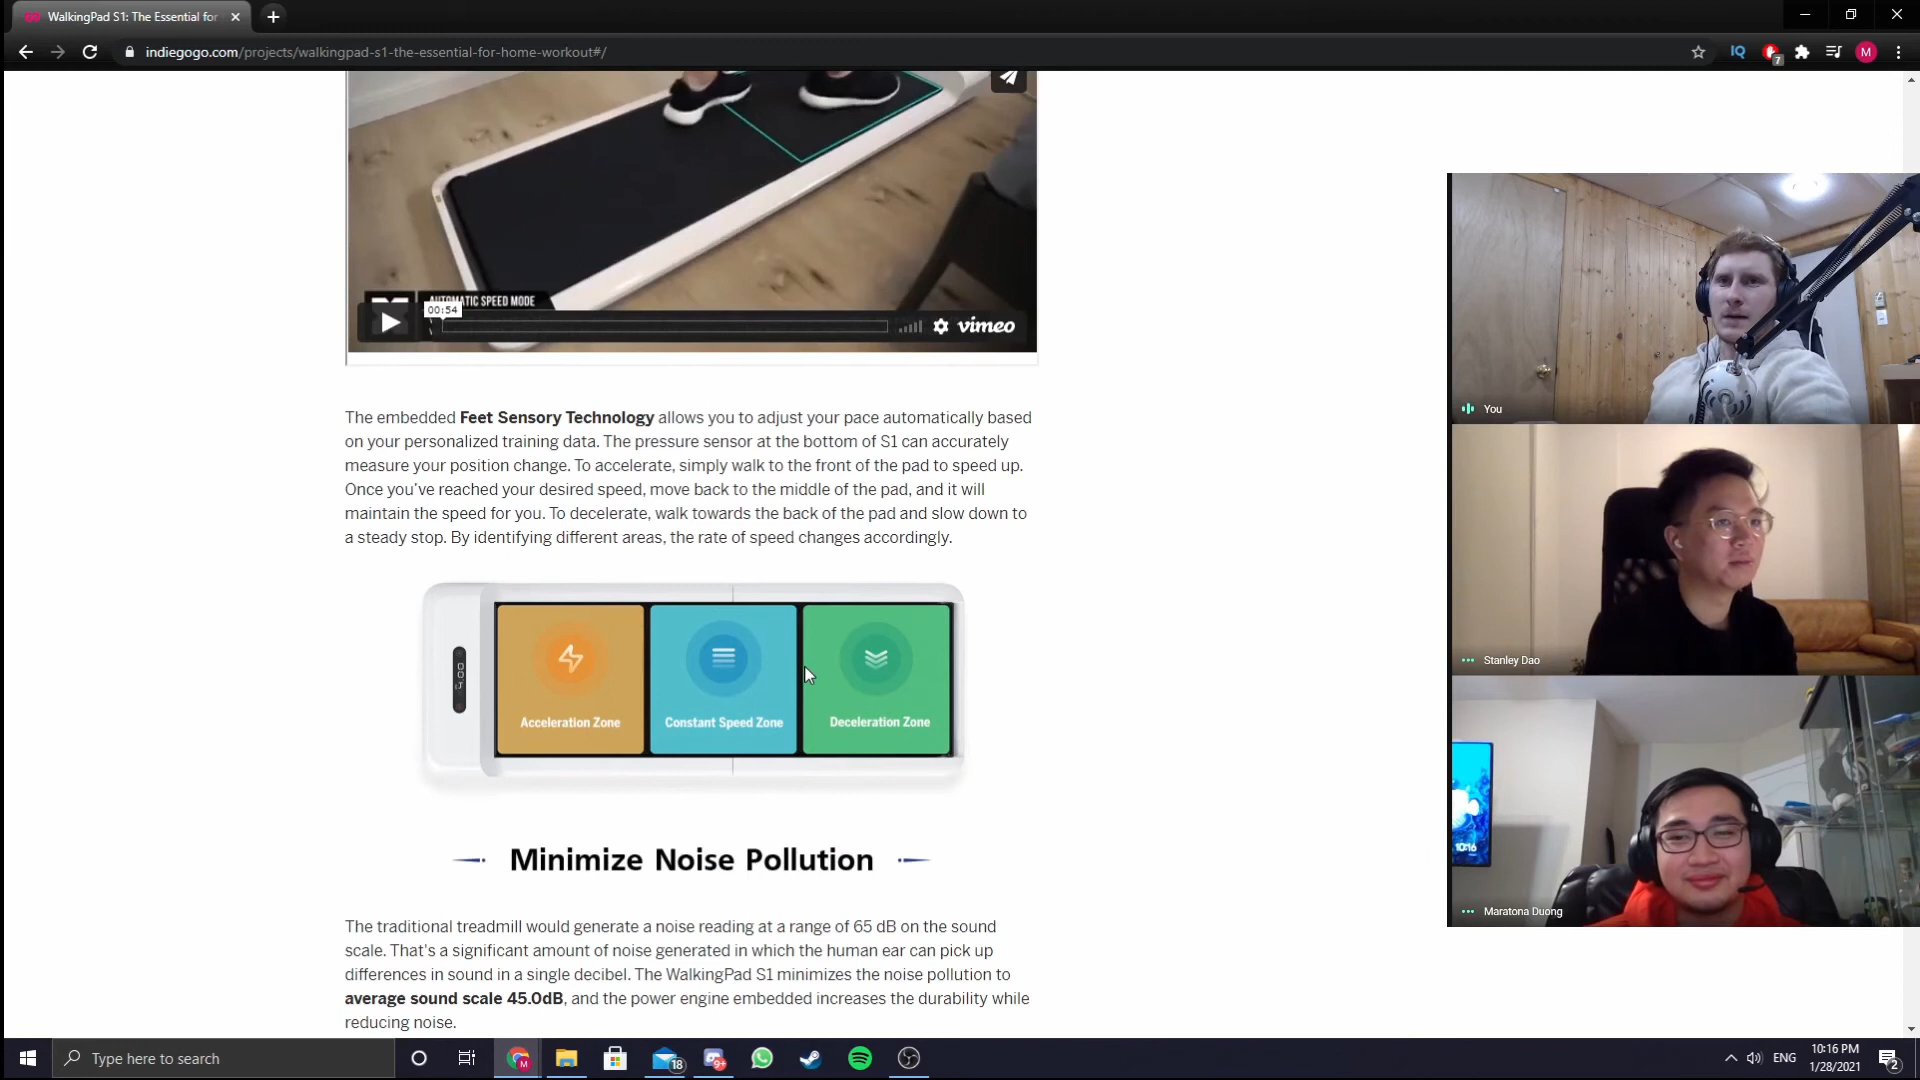 WalkingPad S1: The Essential for
indiegogo.com/projects/walkingpad-s1-the-essential-for-home-workout#/
IQ
7
M
AUTOMATIC SPEED MODE
00:54
vimeo
The embedded Feet Sensory Technology allows you to adjust your pace automatically based
on your personalized training data. The pressure sensor at the bottom of S1 can accurately
measure your position change. To accelerate, simply walk to the front of the pad to speed up.
Once you've reached your desired speed, move back to the middle of the pad, and it will
maintain the speed for you. To decelerate, walk towards the back of the pad and slow down to
a steady stop. By identifying different areas, the rate of speed changes accordingly.
Acceleration Zone
Constant Speed Zone
Deceleration Zone
Minimize Noise Pollution
The traditional treadmill would generate a noise reading at a range of 65 dB on the sound
scale. That's a significant amount of noise generated in which the human ear can pick up
differences in sound in a single decibel. The WalkingPad S1 minimizes the noise pollution to
average sound scale 45.0dB, and the power engine embedded increases the durability while
reducing noise.
You
Stanley Dao
10:16
Maratona Duong
Type here to search
M
18
9+
ENG
10:16 PM
1/28/2021
2